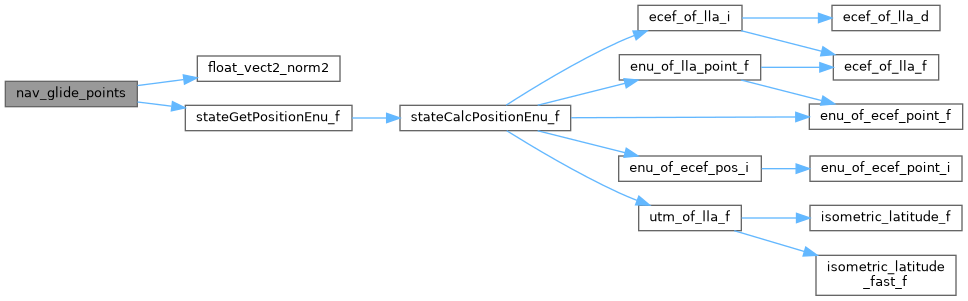 nav_glide_points
float_vect2_norm2
stateGetPositionEnu_f
stateCalcPositionEnu_f
ecef_of_lla_i
enu_of_lla_point_f
enu_of_ecef_pos_i
utm_of_lla_f
ecef_of_lla_d
ecef_of_lla_f
enu_of_ecef_point_f
enu_of_ecef_point_i
isometric_latitude_f
isometric_latitude
_fast_f